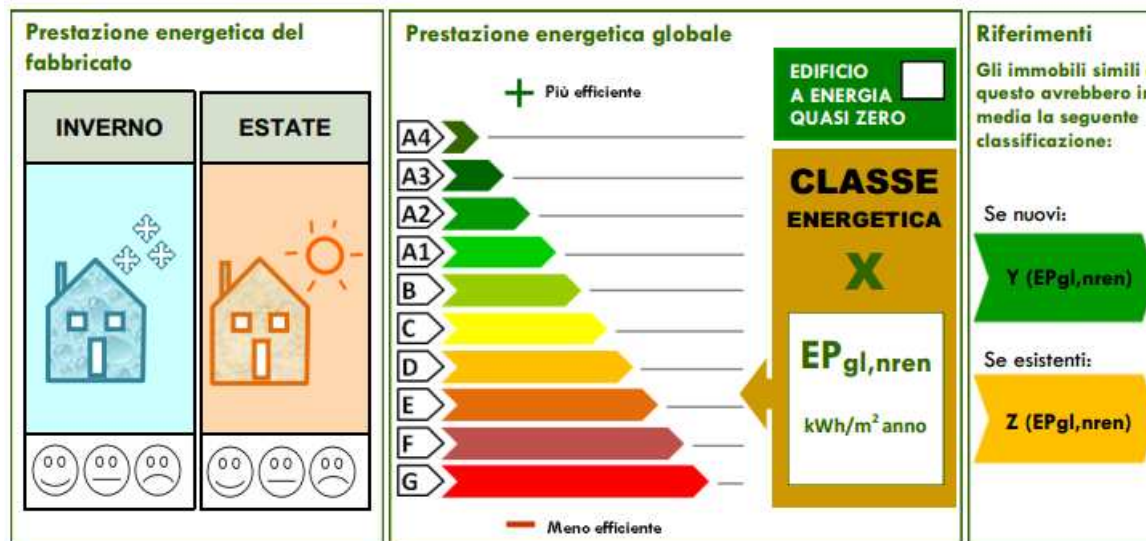 Prestazione energetica del
fabbricato
INVERNO
ESTATE
Prestazione energetica globale
Più efficiente
A4
A3
A2
A1
B
C
D
E
F
G
Meno efficiente
EDIFICIO
A ENERGIA
QUASI ZERO
CLASSE
ENERGETICA
X
EPgl,nren
kWh/m² anno
Riferimenti
Gli immobili simili
questo avrebbero in
media la seguente
classificazione:
Se nuovi:
Y (EPgl,nren)
Se esistenti:
Z (EPgl,nren)